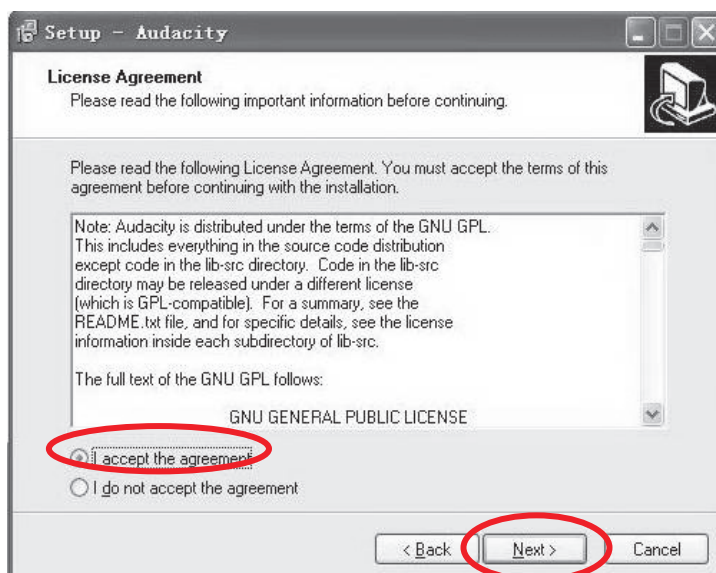 Setup - Audacity
License Agreement
Please read the following important information before continuing.
Please read the following License Agreement. You must accept the terms of this
agreement before continuing with the installation.
Note: Audacity is distributed under the terms of the GNU GPL.
This includes everything in the source code distribution
except code in the lib-src directory.  Code in the lib-src
directory may be released under a different license
(which is GPL-compatible).  For a summary, see the
README.txt file, and for specific details, see the license
information inside each subdirectory of lib-src.
The full text of the GNU GPL follows:
GNU GENERAL PUBLIC LICENSE
I accept the agreement
I do not accept the agreement
< Back Next > Cancel